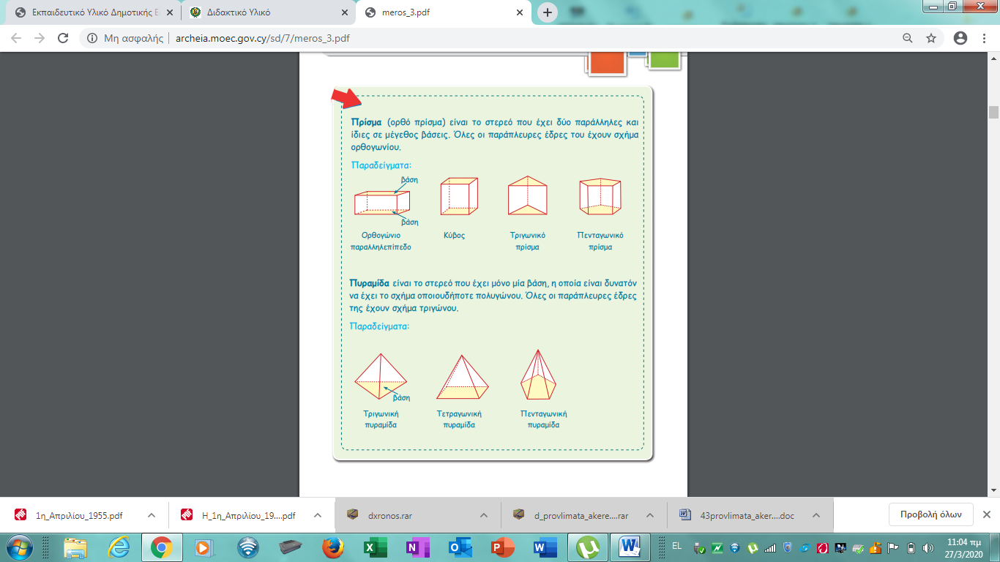 Εκπαιδευτικό Υλικό Δημοτικής Ε
Διδακτικό Υλικό
meros_3.pdf
Μη ασφαλής | archeia.moec.gov.cy/sd/7/meros_3.pdf
Πρίσμα (ορθό πρίσμα) είναι το στερεό που έχει δύο παράλληλες και
ίδιες σε μέγεθος βάσεις. Όλες οι παράπλευρες έδρες του έχουν σχήμα
ορθογωνίου.
Παραδείγματα:
βάση
βάση
Ορθογώνιο
παραλληλεπίπεδο
Κύβος
Τριγωνικό
πρίσμα
Πενταγωνικό
πρίσμα
Πυραμίδα είναι το στερεό που έχει μόνο μία βάση, η οποία είναι δυνατόν
να έχει το σχήμα οποιουδήποτε πολυγώνου. Όλες οι παράπλευρες έδρες
της έχουν σχήμα τριγώνου.
Παραδείγματα:
βάση
Τριγωνική
πυραμίδα
Τετραγωνική
πυραμίδα
Πενταγωνική
πυραμίδα
1η_Απριλίου_1955.pdf
Η_1η_Απριλίου_19....pdf
dxronos.rar
d_provlimata_akere....rar
43provlimata_aker....doc
Προβολή όλων
EL
11:04 πμ
27/3/2020